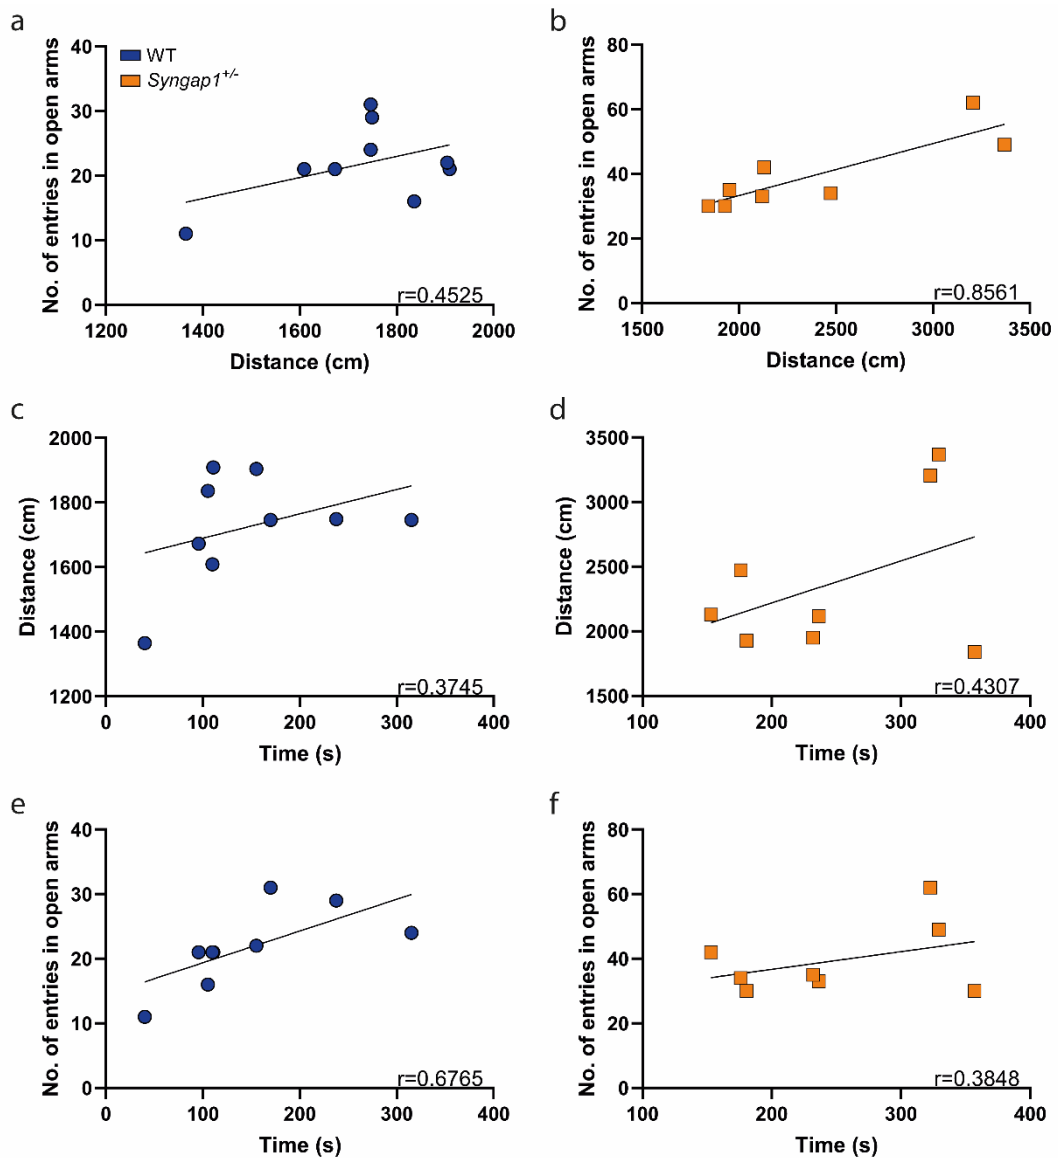 a
No. of entries in open arms
40
30
20
10
0
WT
Syngap1+/-
r=0.4525
1200 1400 1600 1800 2000
Distance (cm)
b
No. of entries in open arms
80
60
40
20
0
r=0.8561
1500 2000 2500 3000 3500
Distance (cm)
c
Distance (cm)
2000
1800
1600
1400
1200
r=0.3745
0 100 200 300 400
Time (s)
d
Distance (cm)
3500
3000
2500
2000
1500
r=0.4307
100 200 300 400
Time (s)
e
No. of entries in open arms
40
30
20
10
0
r=0.6765
0 100 200 300 400
Time (s)
f
No. of entries in open arms
80
60
40
20
0
r=0.3848
100 200 300 400
Time (s)